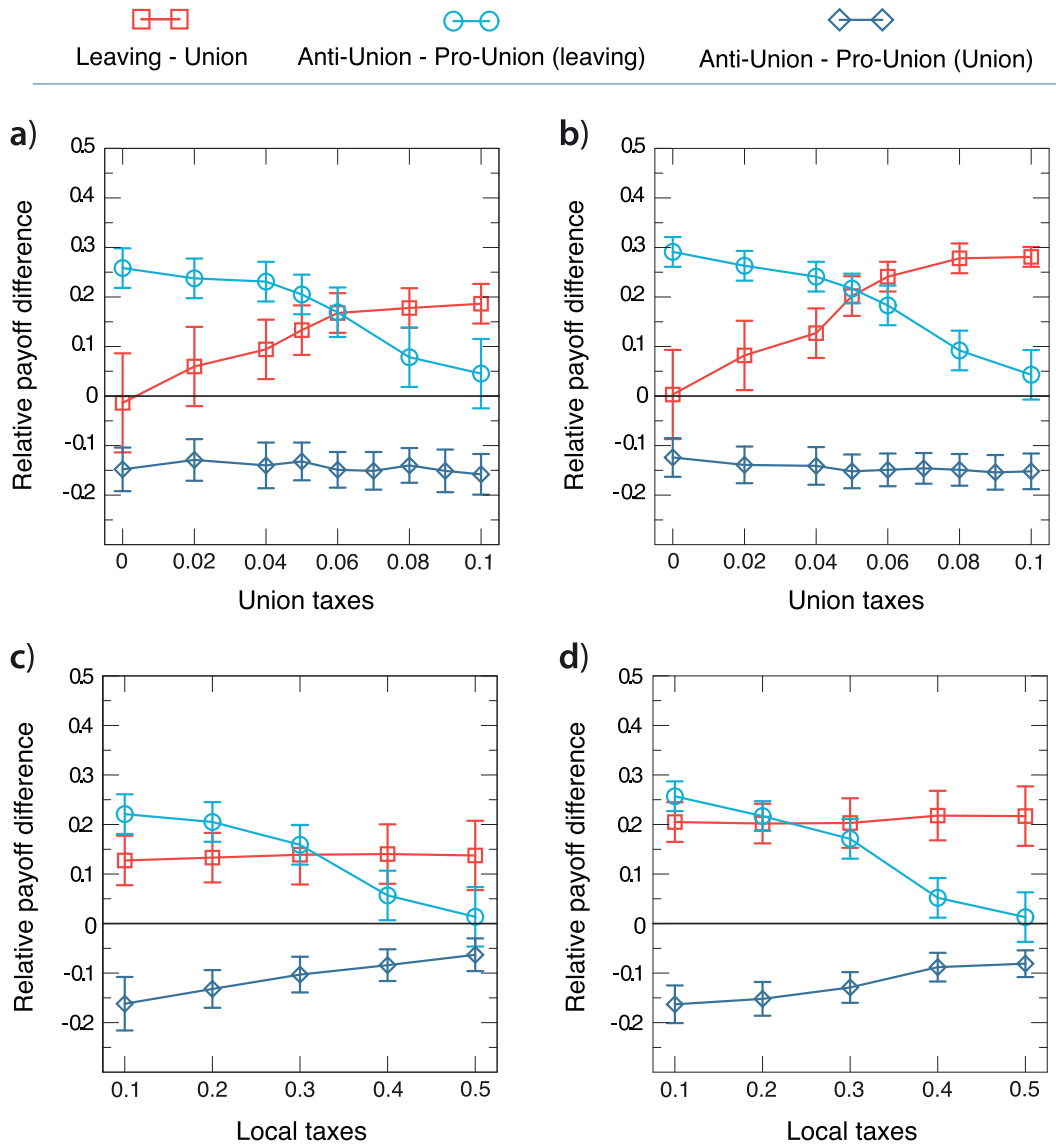 Leaving - Union
Anti-Union - Pro-Union (leaving)
Anti-Union - Pro-Union (Union)
a)
0.5
0.4
0.3
0.2
0.1
0
-0.1
-0.2
Relative payoff difference
0 0.02 0.04 0.06 0.08 0.1
Union taxes
b)
0.5
0.4
0.3
0.2
0.1
0
-0.1
-0.2
Relative payoff difference
0 0.02 0.04 0.06 0.08 0.1
Union taxes
c)
0.5
0.4
0.3
0.2
0.1
0
-0.1
-0.2
Relative payoff difference
0.1 0.2 0.3 0.4 0.5
Local taxes
d)
0.5
0.4
0.3
0.2
0.1
0
-0.1
-0.2
Relative payoff difference
0.1 0.2 0.3 0.4 0.5
Local taxes